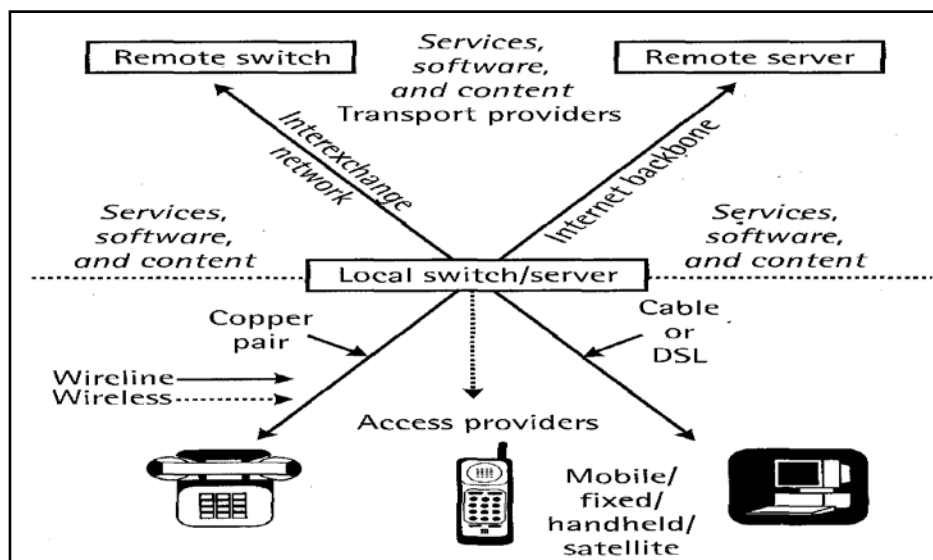 Remote switch
Services,
software,
and content
Transport providers
Remote server
Interexchange
network
Internet backbone
Services,
software,
and content
Services,
software,
and content
Local switch/server
Copper
pair
Cable
or
DSL
Wireline
Wireless
Access providers
Mobile/
fixed/
handheld/
satellite